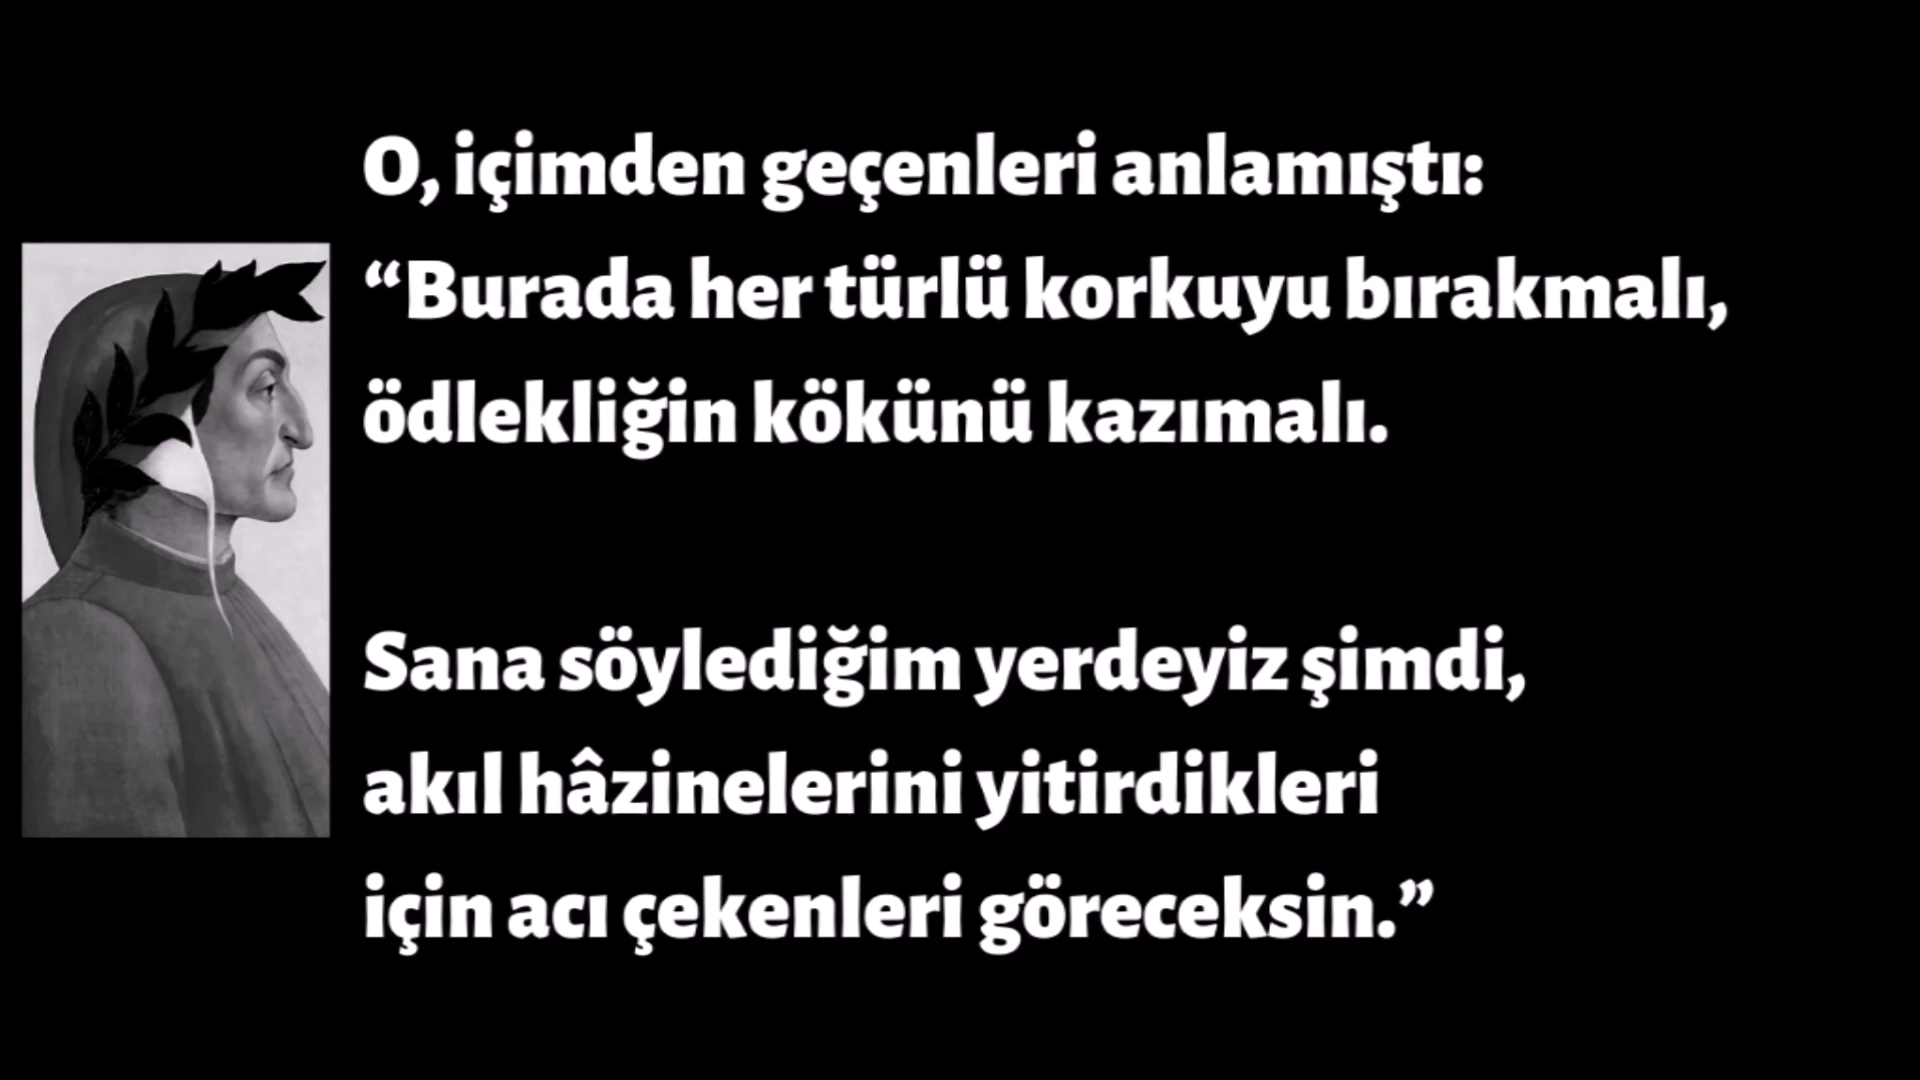 O, içimden geçenleri anlamıştı:
“Burada her türlü korkuyu bırakmalı,
ödlekliğin kökünü kazımalı.
Sana söylediğim yerdeyiz şimdi,
akıl hâzinelerini yitirdikleri
için acı çekenleri göreceksin.”